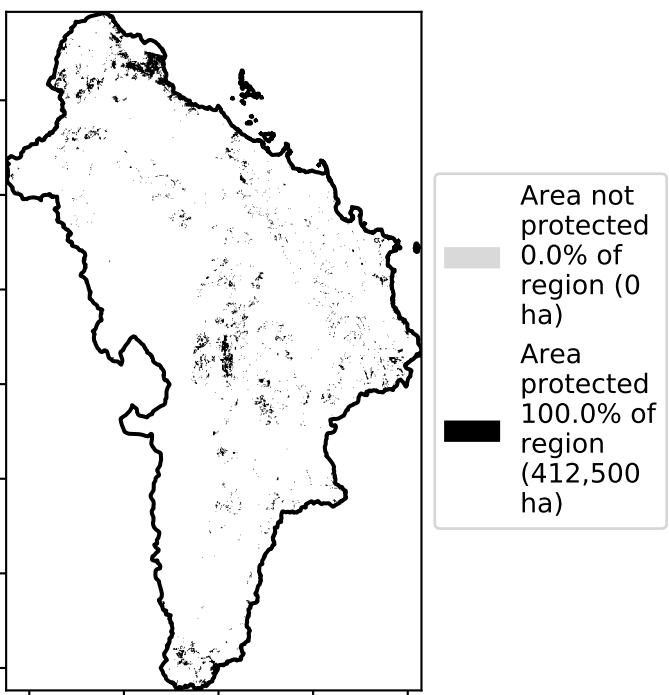 Area not
protected
0.0% of
region (0
ha)
Area
protected
100.0% of
region
(412,500
ha)